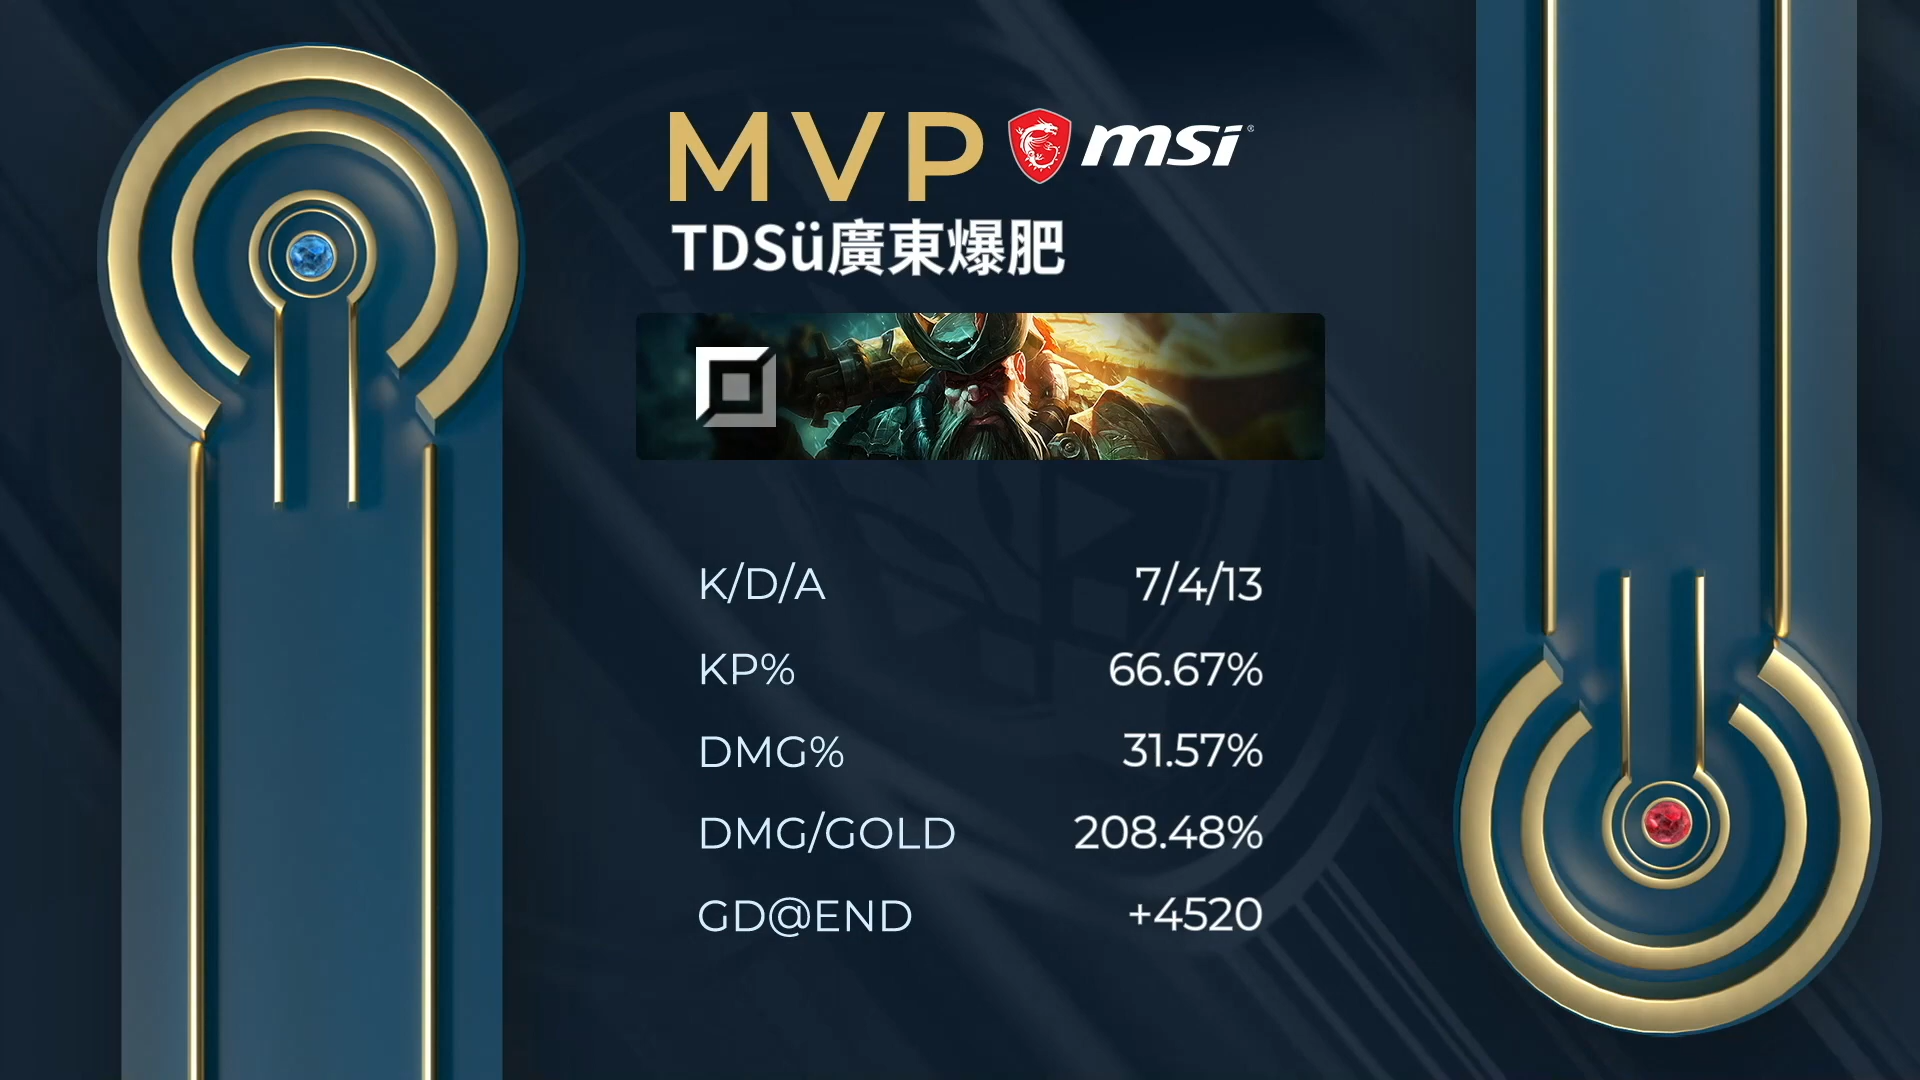 MVP msi®
TDSü廣東爆肥
K/D/A 7/4/13
KP% 66.67%
DMG% 31.57%
DMG/GOLD 208.48%
GD@END +4520